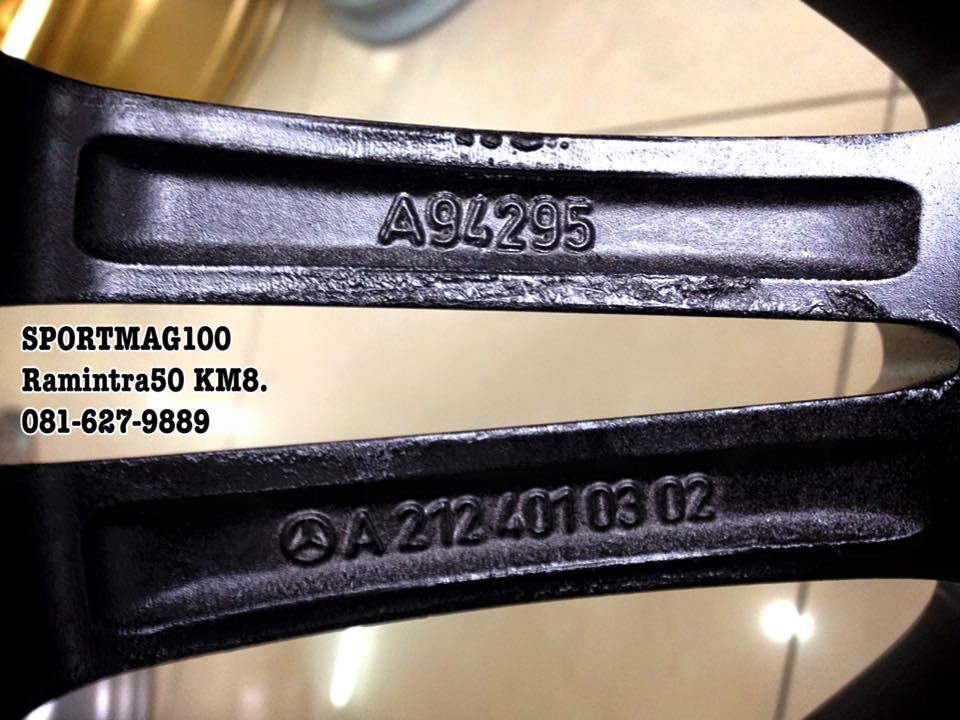 A94295
SPORTMAG100
Ramintra50 KM8.
081-627-9889
A 212 401 03 02